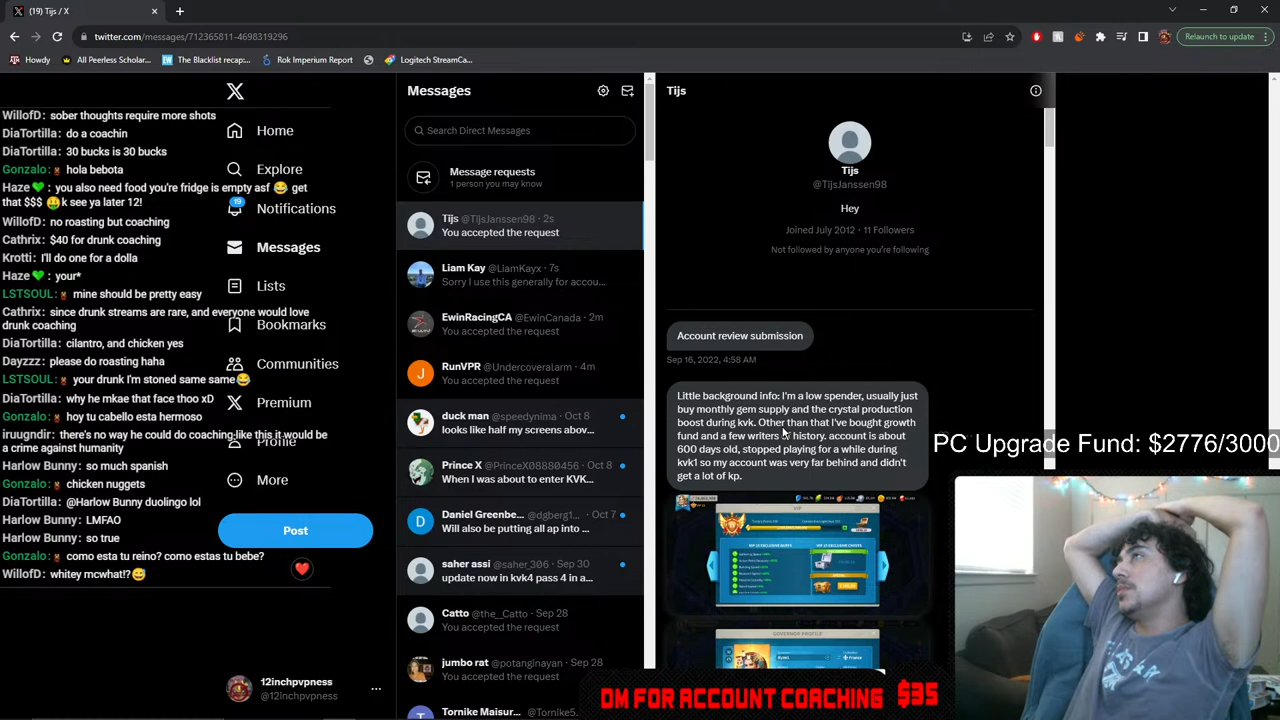 (19) Tijs / X
twitter.com/messages/712365811-4698319296
Relaunch to update
Howdy
All Peerless Scholar...
The Blacklist recap...
Rok Imperium Report
Logitech StreamCa...
WillofD: sober thoughts require more shots
DiaTortilla: do a coachin
DiaTortilla: 30 bucks is 30 bucks
Gonzalo: hola bebota
Haze: you also need food you're fridge is empty asf get
that $$$ k see ya later 12!
WillofD: no roasting but coaching
Cathrix: $40 for drunk coaching
Krotti: I'll do one for a dolla
Haze: your*
LSTSOUL: mine should be pretty easy
Cathrix: since drunk streams are rare, and everyone would love
drunk coaching
DiaTortilla: cilantro, and chicken yes
Dayzzz: please do roasting haha
LSTSOUL: your drunk I'm stoned same same
DiaTortilla: why he mkae that face thoo xD
Gonzalo: hoy tu cabello esta hermoso
iruugndir: there's no way he could do coaching like this it would be
a crime against humanity
Harlow Bunny: so much spanish
Gonzalo: chicken nuggets
DiaTortilla: @Harlow Bunny duolingo lol
Harlow Bunny: LMFAO
Harlow Bunny: so true
Gonzalo: como esta tu reino? como estas tu bebe?
WillofD: whitey mcwhat!?
Home
Explore
19
Notifications
Messages
Lists
Bookmarks
Communities
Premium
Profile
More
Post
12inchpvpness
@12inchpvpness
Messages
Search Direct Messages
Message requests
1 person you may know
Tijs @TijsJanssen98 · 2s
You accepted the request
Liam Kay @LiamKayx · 7s
Sorry I use this generally for accou...
EwinRacingCA @EwinCanada · 2m
You accepted the request
J
RunVPR @Undercoveralarm · 4m
You accepted the request
duck man @speedynima · Oct 8
looks like half my screens abov...
Prince X @PrinceX08880456 · Oct 8
When I was about to enter KVK...
D
Daniel Greenbe... @dgberg1... · Oct 7
Will also be putting all ap into ...
saher assi @saher_306 · Sep 30
update now in kvk4 pass 4 in a...
Catto @the__Catto · Sep 28
You accepted the request
jumbo rat @potanginayan · Sep 28
You accepted the request
T
Tornike Maisur... @Tornike5...
Tijs
Tijs
@TijsJanssen98
Hey
Joined July 2012 · 11 Followers
Not followed by anyone you're following
Account review submission
Sep 16, 2022, 4:58 AM
Little background info: I'm a low spender, usually just
buy monthly gem supply and the crystal production
boost during kvk. Other than that I've bought growth
fund and a few writers of history. account is about
600 days old, stopped playing for a while during
kvk1 so my account was very far behind and didn't
get a lot of kp.
VIP
GOVERNOR PROFILE
France
PC Upgrade Fund: $2776/3000
DM FOR ACCOUNT COACHING $35